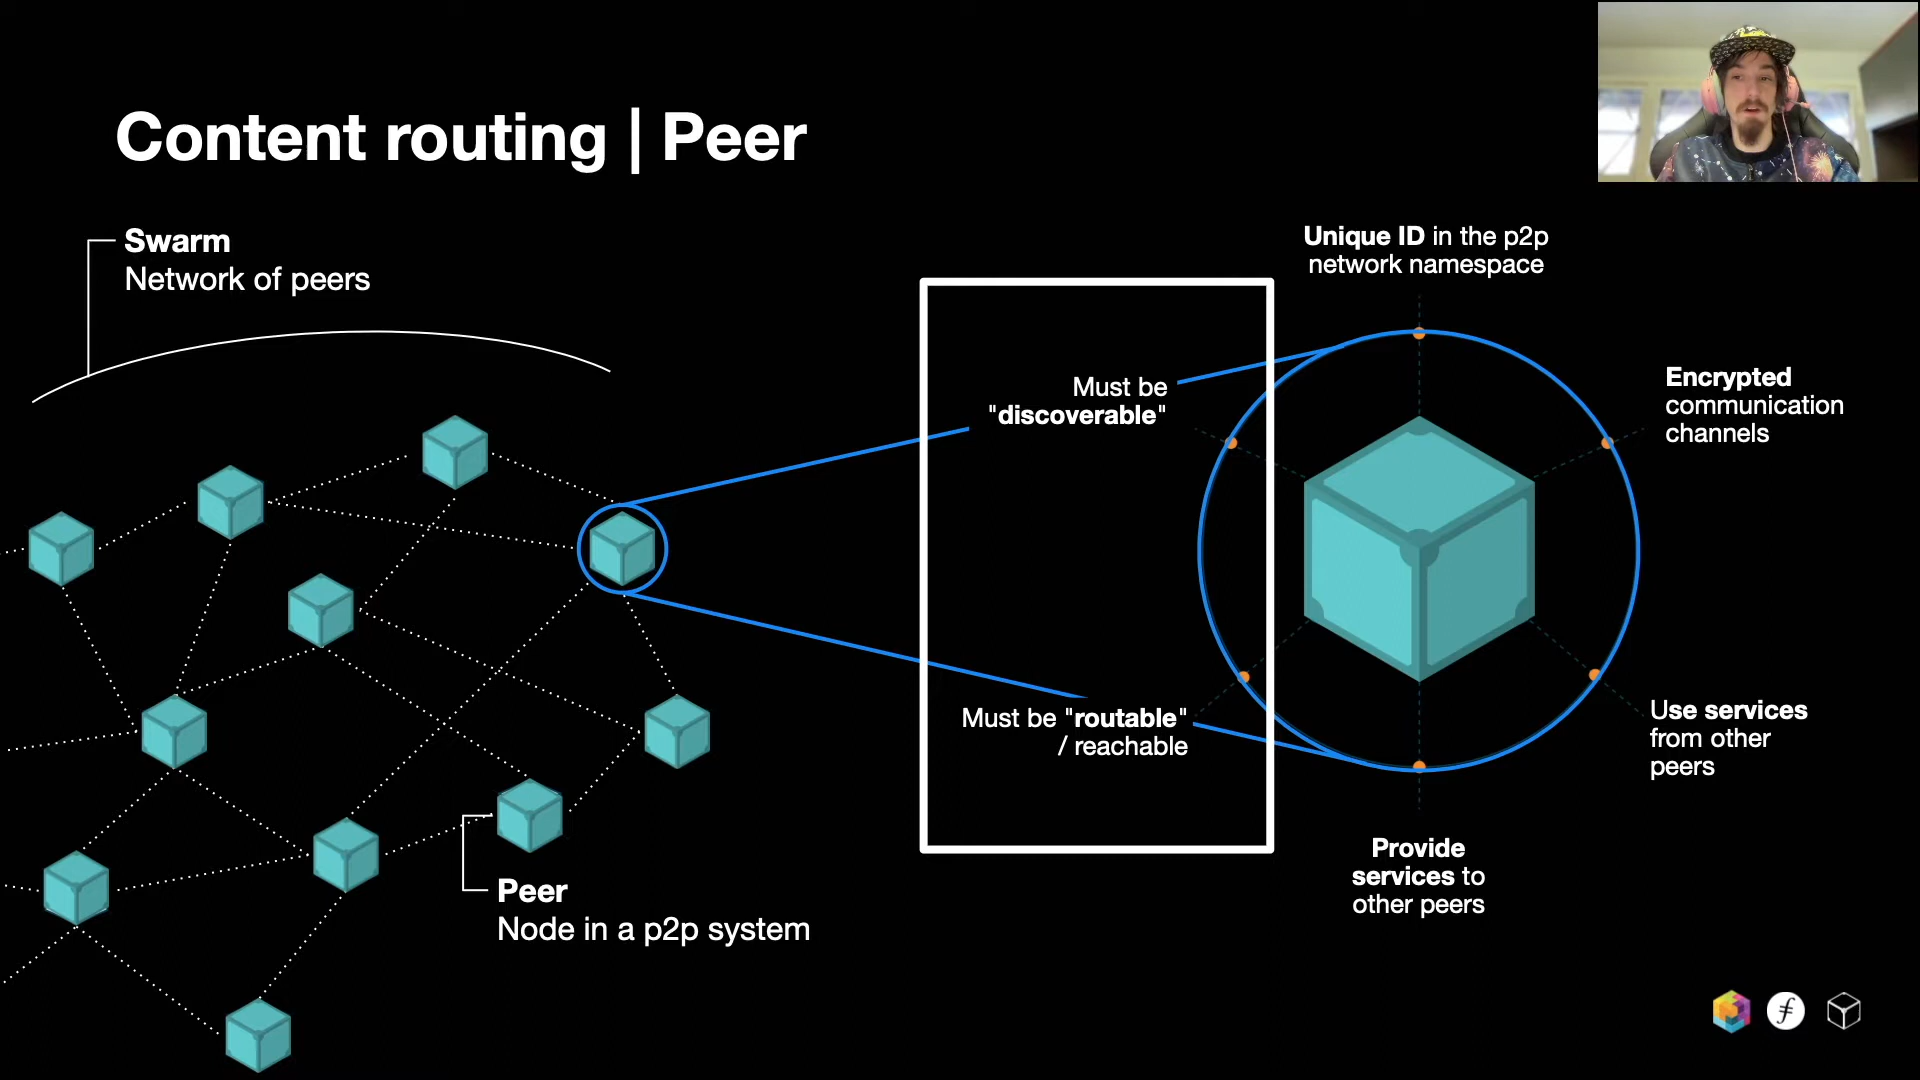 Content routing | Peer
Swarm
Network of peers
Peer
Node in a p2p system
Must be
"discoverable"
Must be "routable"
/ reachable
Unique ID in the p2p
network namespace
Encrypted
communication
channels
Use services
from other
peers
Provide
services to
other peers